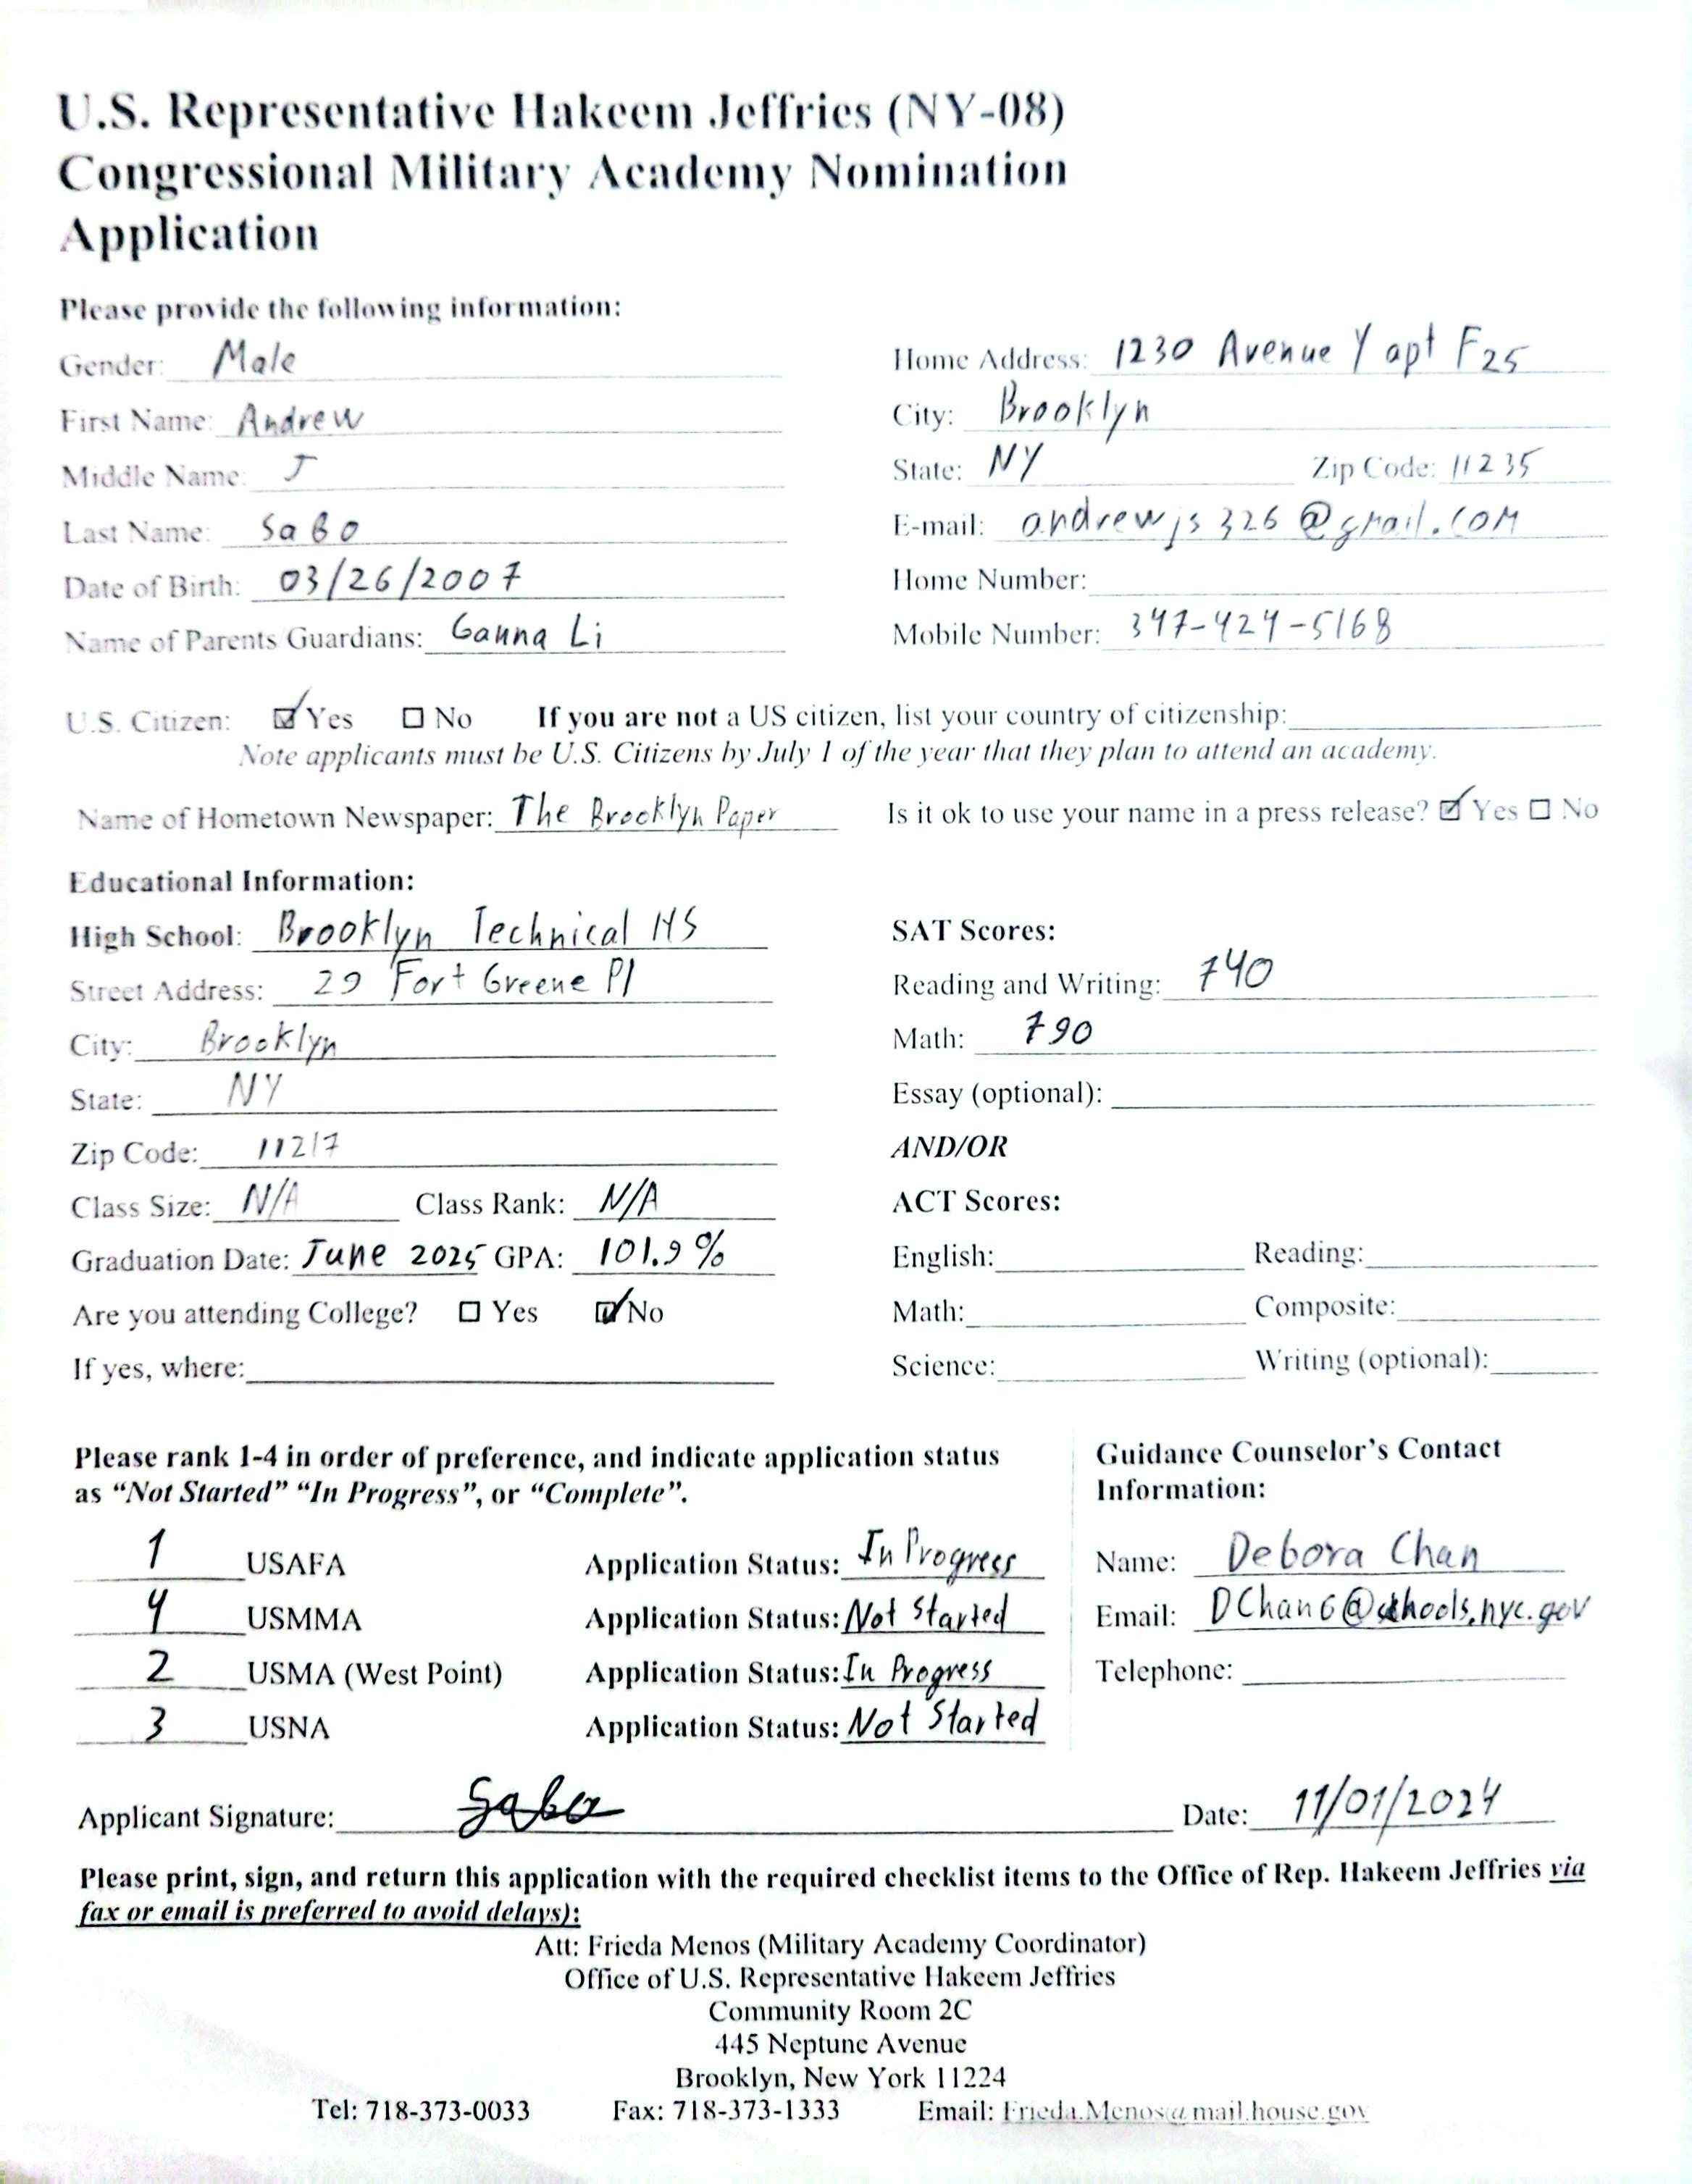 U.S. Representative Hakeem Jeffries (NY-08)
Congressional Military Academy Nomination
Application
Please provide the following information:
Gender: Male
First Name: Andrew
Middle Name: J
Last Name: Sabo
Date of Birth: 03/26/2007
Name of Parents Guardians: Ganna Li
Home Address: 1230 Avenue Y apt F25
City: Brooklyn
State: NY Zip Code: 11235
E-mail: andrewjs326@gmail.com
Home Number:
Mobile Number: 347-424-5168
U.S. Citizen: ☑ Yes ☐ No If you are not a US citizen, list your country of citizenship:
Note applicants must be U.S. Citizens by July 1 of the year that they plan to attend an academy.
Name of Hometown Newspaper: The Brooklyn Paper Is it ok to use your name in a press release? ☑ Yes ☐ No
Educational Information:
High School: Brooklyn Technical HS
Street Address: 29 Fort Greene Pl
City: Brooklyn
State: NY
Zip Code: 11217
Class Size: N/A Class Rank: N/A
Graduation Date: June 2025 GPA: 101.9%
Are you attending College? ☐ Yes ☑ No
If yes, where:
SAT Scores:
Reading and Writing: 740
Math: 790
Essay (optional):
AND/OR
ACT Scores:
English: Reading:
Math: Composite:
Science: Writing (optional):
Please rank 1-4 in order of preference, and indicate application status
as “Not Started” “In Progress”, or “Complete”.
1 USAFA Application Status: In Progress
4 USMMA Application Status: Not Started
2 USMA (West Point) Application Status: In Progress
3 USNA Application Status: Not Started
Guidance Counselor’s Contact
Information:
Name: Debora Chan
Email: DChan6@schools.nyc.gov
Telephone:
Applicant Signature: Sabo Date: 11/01/2024
Please print, sign, and return this application with the required checklist items to the Office of Rep. Hakeem Jeffries via
fax or email is preferred to avoid delays):
Att: Frieda Menos (Military Academy Coordinator)
Office of U.S. Representative Hakeem Jeffries
Community Room 2C
445 Neptune Avenue
Brooklyn, New York 11224
Tel: 718-373-0033 Fax: 718-373-1333 Email: Frieda.Menos@mail.house.gov